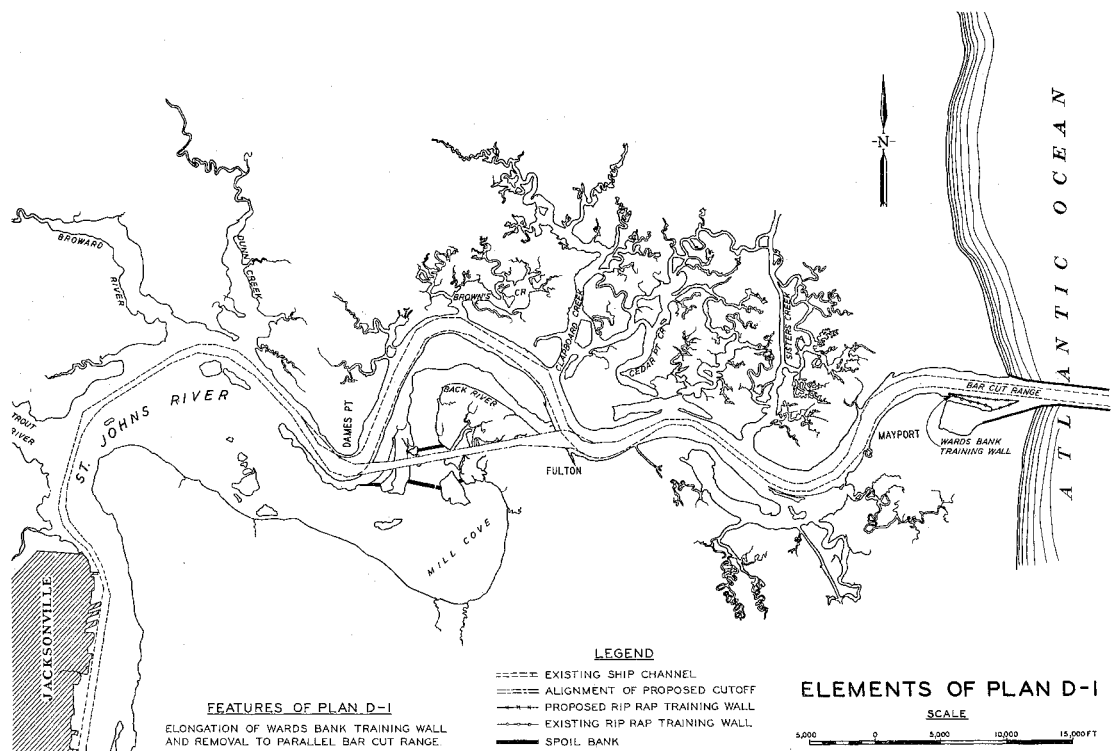 ATLANTIC OCEAN
-N-
BROWARD
RIVER
DUNN CREEK
BROWN'S
CR
CLAPBOARD CREEK
CEDAR PT CR
SISTERS CREEK
BACK RIVER
DAMES PT
ST. JOHNS RIVER
TROUT
RIVER
BAR CUT RANGE
MAYPORT
WARDS BANK
TRAINING WALL
FULTON
MILL COVE
JACKSONVILLE
FEATURES OF PLAN D-I
ELONGATION OF WARDS BANK TRAINING WALL
AND REMOVAL TO PARALLEL BAR CUT RANGE.
LEGEND
EXISTING SHIP CHANNEL
ALIGNMENT OF PROPOSED CUTOFF
PROPOSED RIP RAP TRAINING WALL
EXISTING RIP RAP TRAINING WALL
SPOIL BANK
ELEMENTS OF PLAN D-I
SCALE
5,000 0 5,000 10,000 15,000 FT